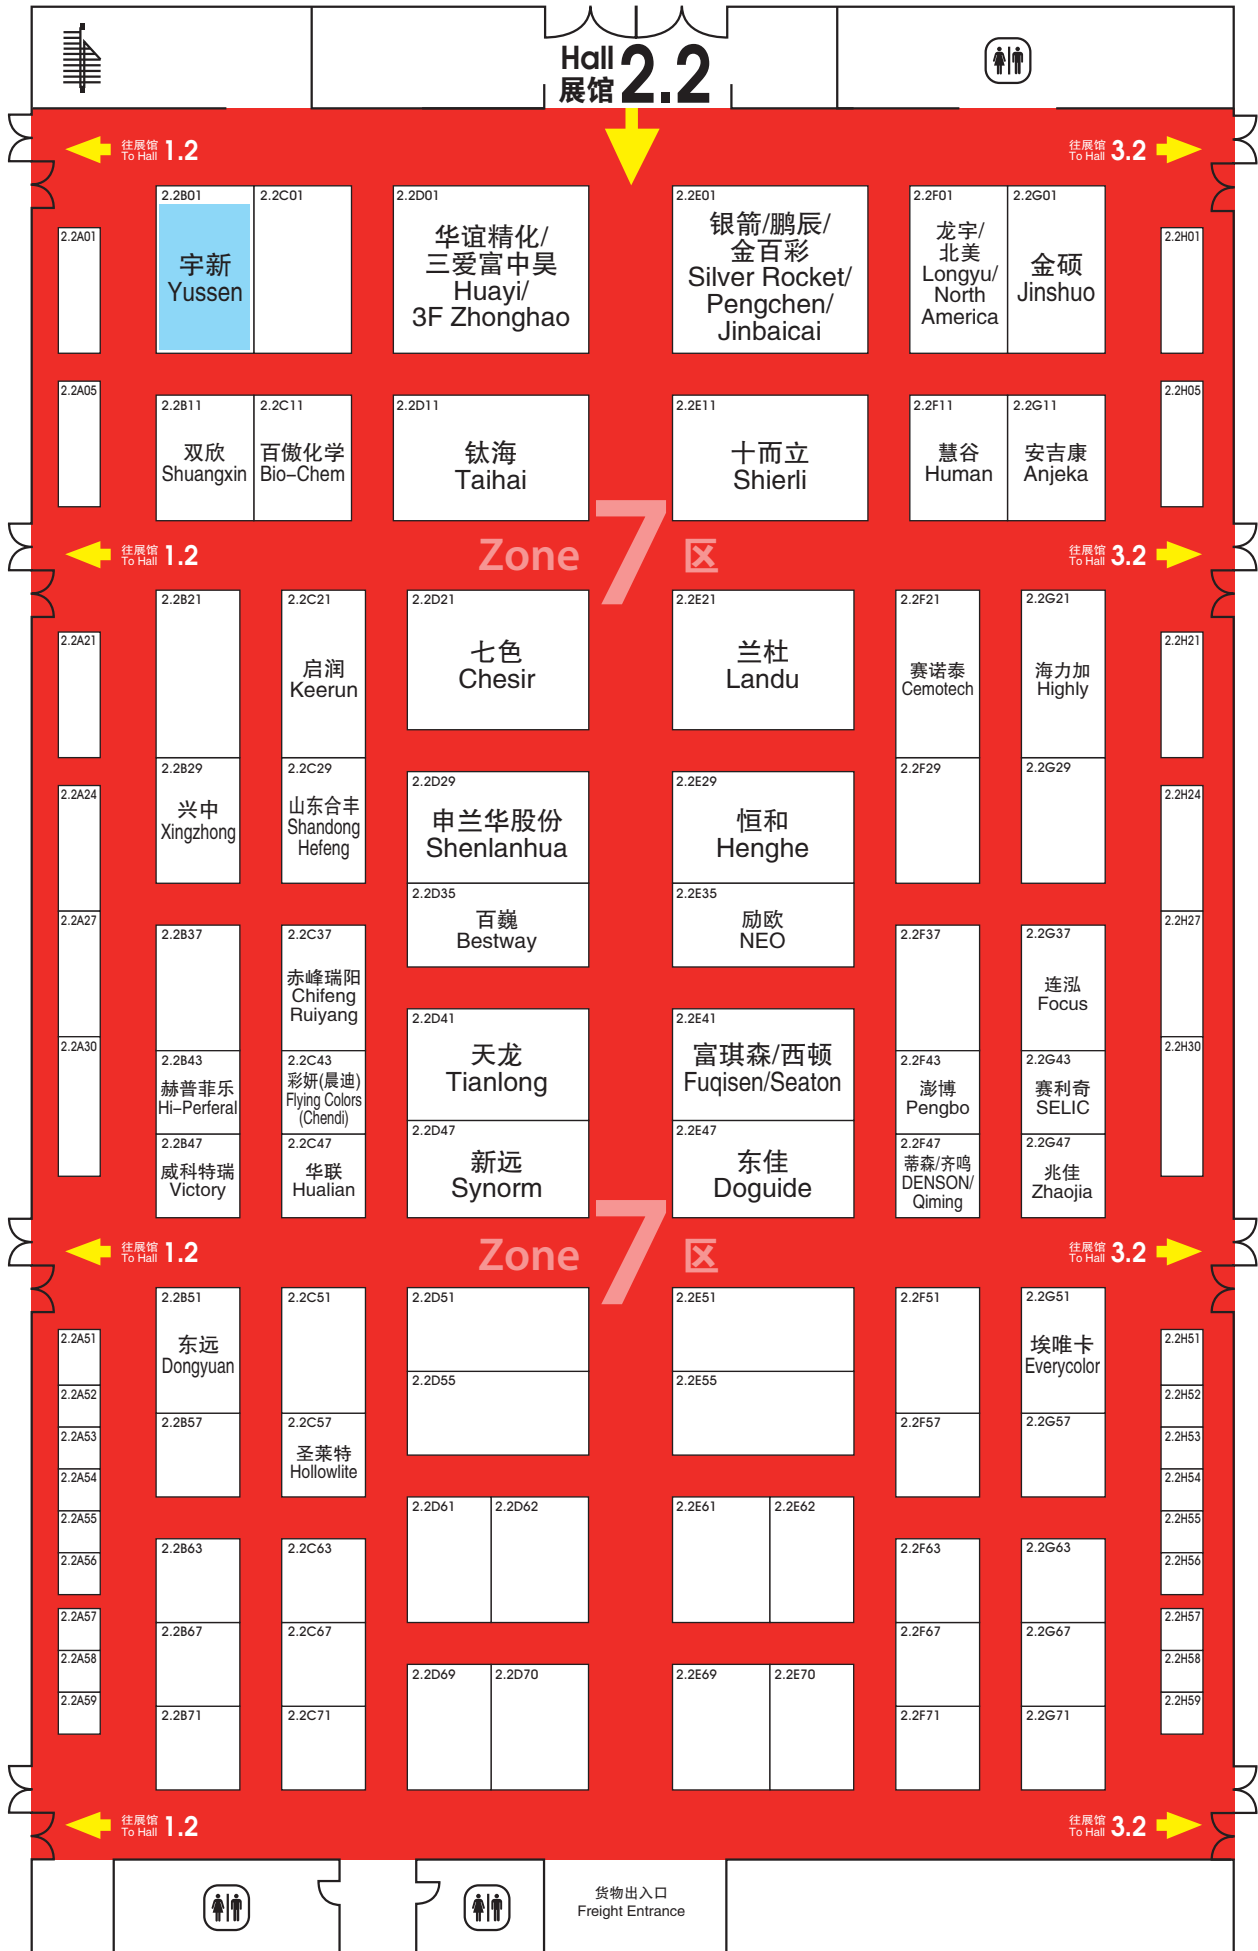 Hall
展馆 2.2
往展馆
To Hall 1.2
往展馆
To Hall 3.2
2.2A01
2.2B01
宇新
Yussen
2.2C01
2.2D01
华谊精化/
三爱富中昊
Huayi/
3F Zhonghao
2.2E01
银箭/鹏辰/
金百彩
Silver Rocket/
Pengchen/
Jinbaicai
2.2F01
龙宇/
北美
Longyu/
North
America
2.2G01
金硕
Jinshuo
2.2H01
2.2A05
2.2B11
双欣
Shuangxin
2.2C11
百傲化学
Bio-Chem
2.2D11
钛海
Taihai
2.2E11
十而立
Shierli
2.2F11
慧谷
Human
2.2G11
安吉康
Anjeka
2.2H05
往展馆
To Hall 1.2
Zone 7 区
往展馆
To Hall 3.2
2.2A21
2.2B21
2.2C21
启润
Keerun
2.2D21
七色
Chesir
2.2E21
兰杜
Landu
2.2F21
赛诺泰
Cemotech
2.2G21
海力加
Highly
2.2H21
2.2A24
2.2B29
兴中
Xingzhong
2.2C29
山东合丰
Shandong
Hefeng
2.2D29
申兰华股份
Shenlanhua
2.2E29
恒和
Henghe
2.2F29
2.2G29
2.2H24
2.2D35
百巍
Bestway
2.2E35
励欧
NEO
2.2A27
2.2B37
2.2C37
赤峰瑞阳
Chifeng
Ruiyang
2.2F37
2.2G37
连泓
Focus
2.2H27
2.2D41
天龙
Tianlong
2.2E41
富琪森/西顿
Fuqisen/Seaton
2.2A30
2.2B43
赫普菲乐
Hi-Perferal
2.2C43
彩妍(晨迪)
Flying Colors
(Chendi)
2.2F43
澎博
Pengbo
2.2G43
赛利奇
SELIC
2.2H30
2.2B47
威科特瑞
Victory
2.2C47
华联
Hualian
2.2D47
新远
Synorm
2.2E47
东佳
Doguide
2.2F47
蒂森/齐鸣
DENSON/
Qiming
2.2G47
兆佳
Zhaojia
往展馆
To Hall 1.2
Zone 7 区
往展馆
To Hall 3.2
2.2A51
2.2B51
东远
Dongyuan
2.2C51
2.2D51
2.2E51
2.2F51
2.2G51
埃唯卡
Everycolor
2.2H51
2.2A52
2.2D55
2.2E55
2.2H52
2.2A53
2.2B57
2.2C57
圣莱特
Hollowlite
2.2F57
2.2G57
2.2H53
2.2A54
2.2H54
2.2A55
2.2D61
2.2D62
2.2E61
2.2E62
2.2H55
2.2A56
2.2B63
2.2C63
2.2F63
2.2G63
2.2H56
2.2A57
2.2B67
2.2C67
2.2F67
2.2G67
2.2H57
2.2A58
2.2D69
2.2D70
2.2E69
2.2E70
2.2H58
2.2A59
2.2B71
2.2C71
2.2F71
2.2G71
2.2H59
往展馆
To Hall 1.2
往展馆
To Hall 3.2
货物出入口
Freight Entrance